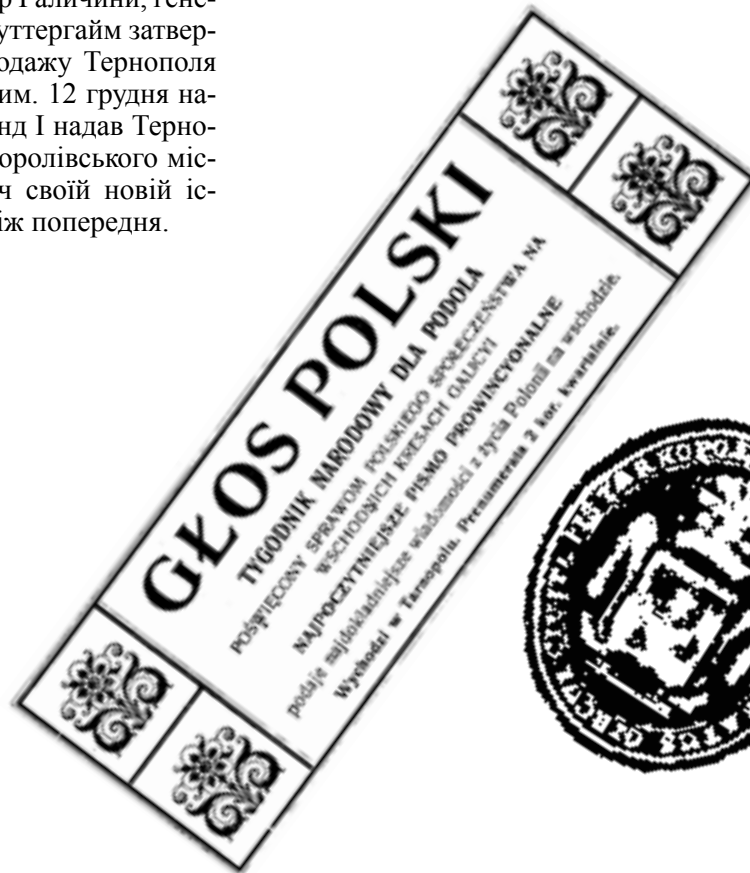 р Галичини, генс-
уттергайм затвер-
одажу Тернополя
им. 12 грудня на-
нд І надав Терно-
оролівського міс-
ч своїй новій іс-
іж попередня.
GŁOS POLSKI
TYGODNIK NARODOWY DLA PODOLA
POŚWIĘCONY SPRAWOM POLSKIEGO SPOŁECZEŃSTWA NA
WSCHODNICH KRESACH GALICYI
NAJPOCZYTNIEJSZE PISMO PROWINCYONALNE
podaje najdokładniejsze wiadomości z życia Polonii na wschodzie.
Wychodzi w Tarnopolu. Prenumerata 2 kor. kwartalnie.